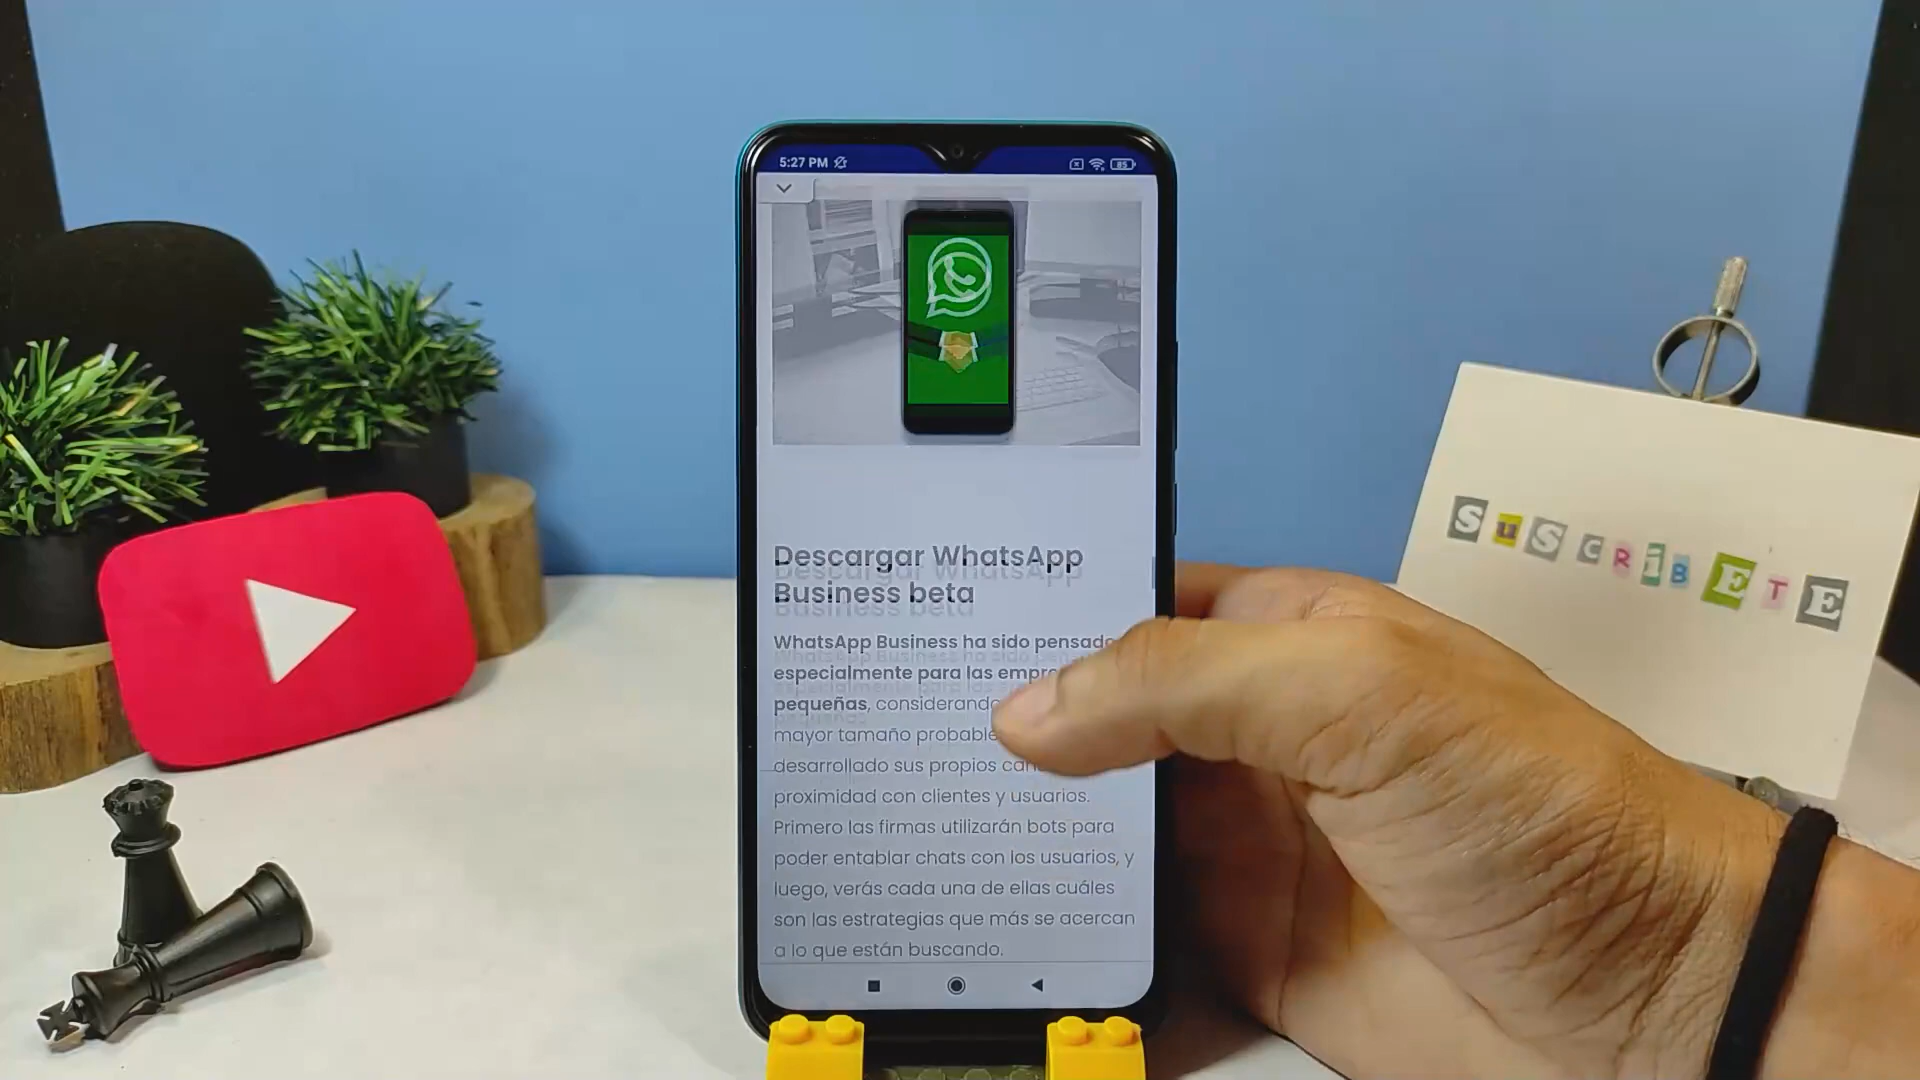 5:27 PM
85
Descargar WhatsApp
Business beta
WhatsApp Business ha sido pensado
especialmente para las
pequeñas, considerando
mayor tamaño
desarrollado sus propios
proximidad con clientes y usuarios.
Primero las firmas utilizarán bots para
poder entablar chats con los usuarios, y
luego, verás cada una de ellas cuáles
son las estrategias que más se acercan
a lo que están buscando.
SuSCRiBETE